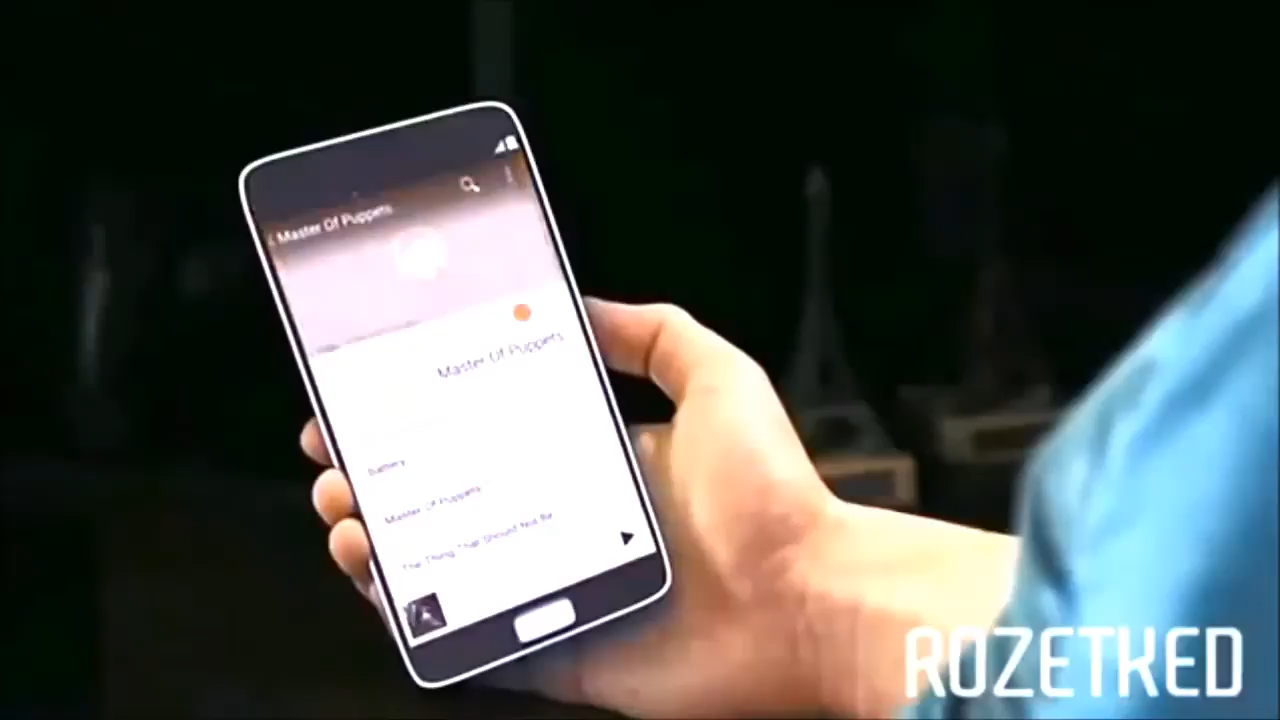 Master Of Puppets
Master Of Puppets
Battery
Master Of Puppets
The Thing That Should Not Be
ROZETKED